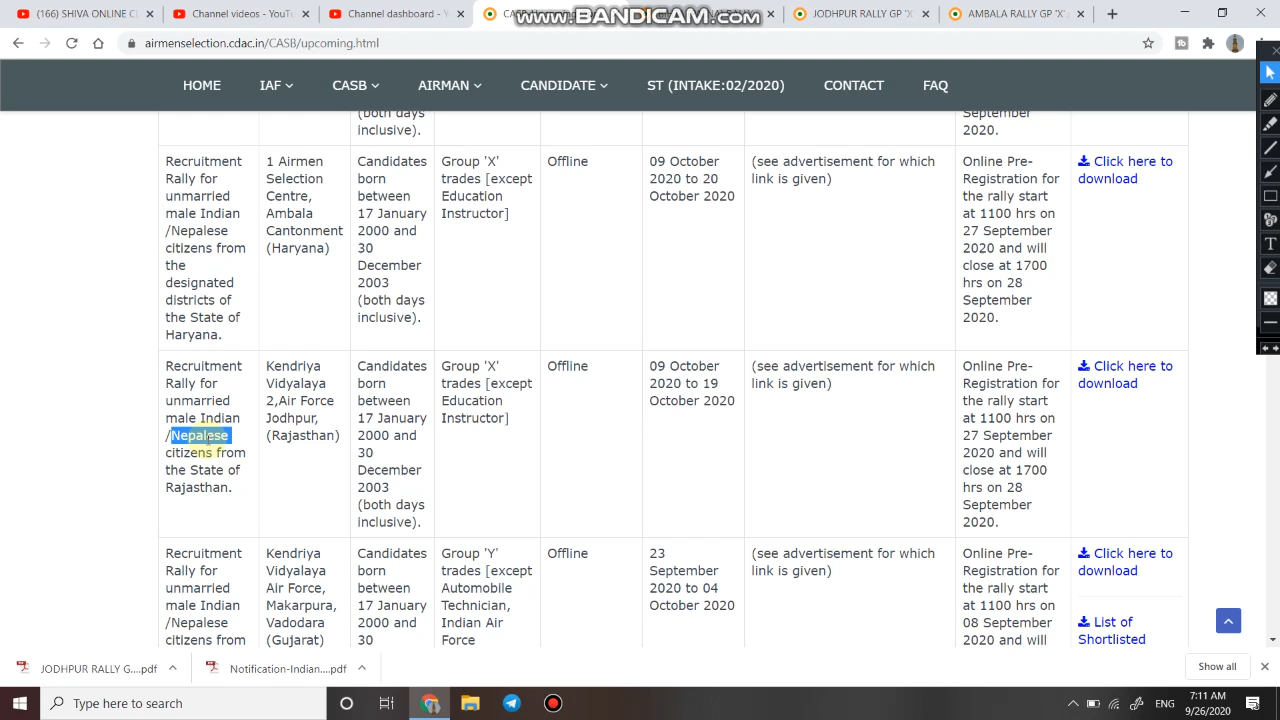 (166) SHIVA ONLINE CL
Channel videos - YouTu
Channel dashboard - Y
JODHPUR RALLY GP 'X'
AMBALA RALLY GP 'X'
www.BANDICAM.com
airmenselection.cdac.in/CASB/upcoming.html
HOME
IAF
CASB
AIRMAN
CANDIDATE
ST (INTAKE:02/2020)
CONTACT
FAQ
(both days
inclusive).
September
2020.
Recruitment
Rally for
unmarried
male Indian
/Nepalese
citizens from
the
designated
districts of
the State of
Haryana.
1 Airmen
Selection
Centre,
Ambala
Cantonment
(Haryana)
Candidates
born
between
17 January
2000 and
30
December
2003
(both days
inclusive).
Group 'X'
trades [except
Education
Instructor]
Offline
09 October
2020 to 20
October 2020
(see advertisement for which
link is given)
Online Pre-
Registration for
the rally start
at 1100 hrs on
27 September
2020 and will
close at 1700
hrs on 28
September
2020.
Click here to
download
Recruitment
Rally for
unmarried
male Indian
/Nepalese
citizens from
the State of
Rajasthan.
Kendriya
Vidyalaya
2,Air Force
Jodhpur,
(Rajasthan)
Candidates
born
between
17 January
2000 and
30
December
2003
(both days
inclusive).
Group 'X'
trades [except
Education
Instructor]
Offline
09 October
2020 to 19
October 2020
(see advertisement for which
link is given)
Online Pre-
Registration for
the rally start
at 1100 hrs on
27 September
2020 and will
close at 1700
hrs on 28
September
2020.
Click here to
download
Recruitment
Rally for
unmarried
male Indian
/Nepalese
citizens from
Kendriya
Vidyalaya
Air Force,
Makarpura,
Vadodara
(Gujarat)
Candidates
born
between
17 January
2000 and
30
Group 'Y'
trades [except
Automobile
Technician,
Indian Air
Force
Offline
23
September
2020 to 04
October 2020
(see advertisement for which
link is given)
Online Pre-
Registration for
the rally start
at 1100 hrs on
08 September
2020 and will
Click here to
download
List of
Shortlisted
JODHPUR RALLY G....pdf
Notification-Indian....pdf
Show all
Type here to search
ENG
7:11 AM
9/26/2020